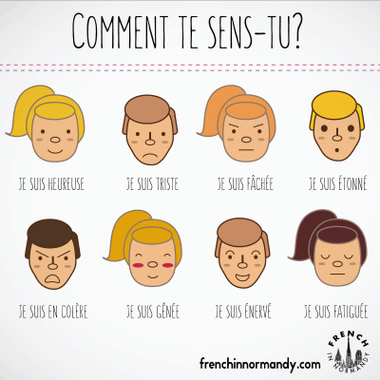 COMMENT TE SENS-TU?
JE SUIS HEUREUSE
JE SUIS TRISTE
JE SUIS FÂCHÉE
JE SUIS ÉTONNÉ
JE SUIS EN COLÈRE
JE SUIS GÊNÉE
JE SUIS ÉNERVÉ
JE SUIS FATIGUÉE
FRENCH
IN NORMANDY
frenchinnormandy.com